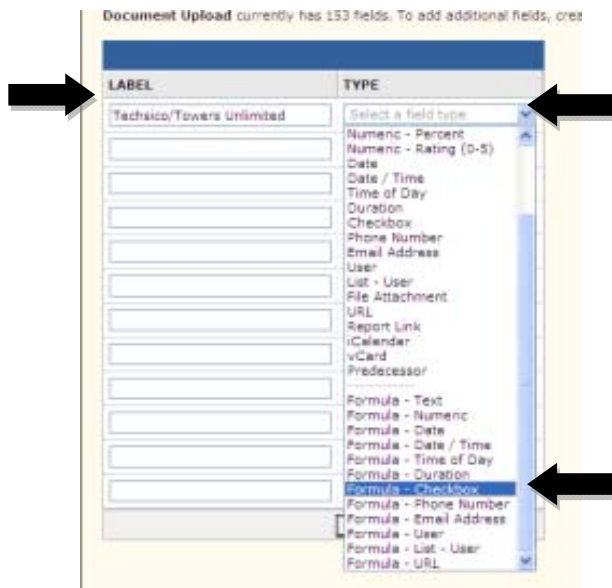 Document Upload currently has 153 fields. To add additional fields, crea
LABEL TYPE
Techsico/Towers Unlimited Select a field type
Numeric - Percent
Numeric - Rating (0-5)
Date
Date / Time
Time of Day
Duration
Checkbox
Phone Number
Email Address
User
List - User
File Attachment
URL
Report Link
iCalendar
vCard
Predecessor
---------------
Formula - Text
Formula - Numeric
Formula - Date
Formula - Date / Time
Formula - Time of Day
Formula - Duration
Formula - Checkbox
Formula - Phone Number
Formula - Email Address
Formula - User
Formula - List - User
Formula - URL